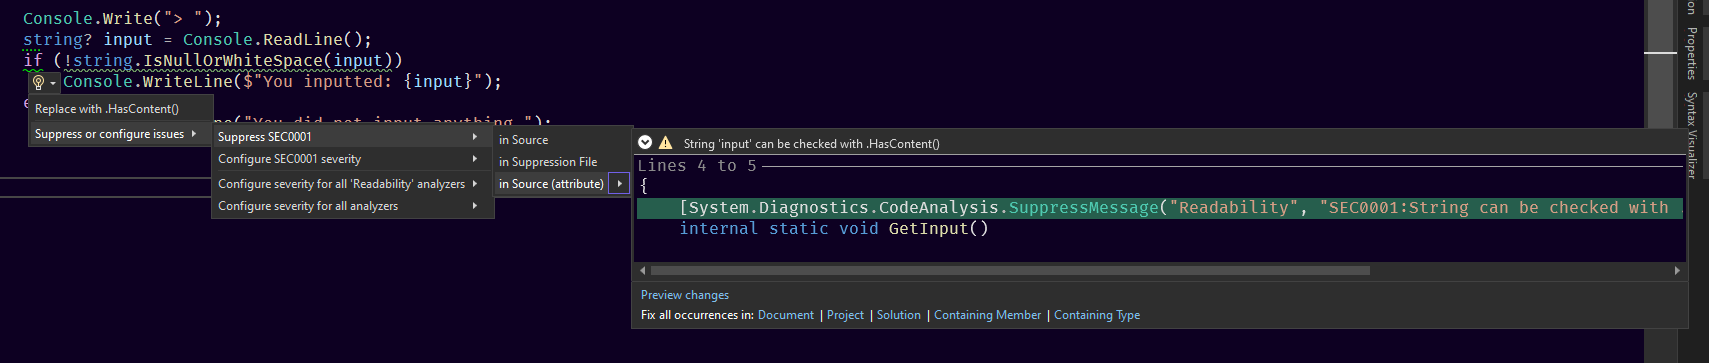 Console.Write("> ");
string? input = Console.ReadLine();
if (!string.IsNullOrWhiteSpace(input))
Console.WriteLine($"You inputted: {input}");
e
Replace with .HasContent()
Suppress or configure issues
ne("You did not input anything.");
Suppress SEC0001
Configure SEC0001 severity
Configure severity for all 'Readability' analyzers
Configure severity for all analyzers
in Source
in Suppression File
in Source (attribute)
String 'input' can be checked with .HasContent()
Lines 4 to 5
{
[System.Diagnostics.CodeAnalysis.SuppressMessage("Readability", "SEC0001:String can be checked with
internal static void GetInput()
Preview changes
Fix all occurrences in: Document | Project | Solution | Containing Member | Containing Type
on
Properties
Syntax Visualizer